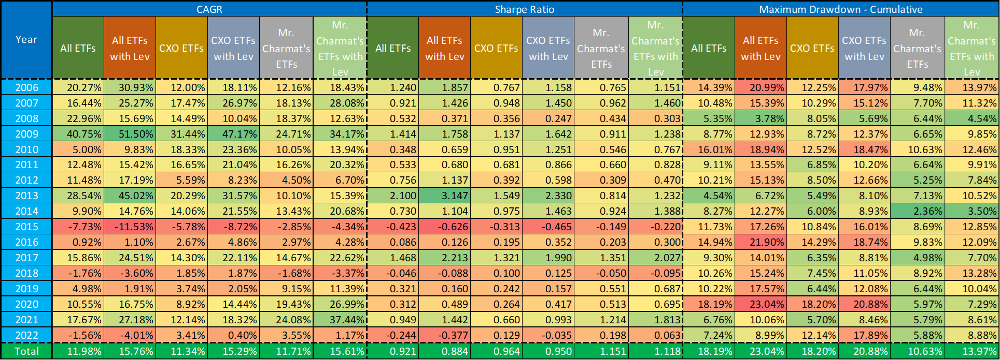 CAGR Sharpe Ratio Maximum Drawdown - Cumulative
Year All ETFs All ETFs with Lev CXO ETFs CXO ETFs with Lev Mr. Charmat's ETFs Mr. Charmat's ETFs with Lev All ETFs All ETFs with Lev CXO ETFs CXO ETFs with Lev Mr. Charmat's ETFs Mr. Charmat's ETFs with Lev All ETFs All ETFs with Lev CXO ETFs CXO ETFs with Lev Mr. Charmat's ETFs Mr. Charmat's ETFs with Lev
2006 20.27% 30.93% 12.00% 18.11% 12.16% 18.43% 1.240 1.857 0.767 1.158 0.765 1.151 14.39% 20.99% 12.25% 17.97% 9.48% 13.97%
2007 16.44% 25.27% 17.47% 26.97% 18.13% 28.08% 0.921 1.426 0.948 1.450 0.962 1.460 10.48% 15.39% 10.29% 15.12% 7.70% 11.32%
2008 22.96% 15.69% 14.49% 10.04% 18.37% 12.63% 0.532 0.371 0.356 0.247 0.434 0.303 5.35% 3.78% 8.05% 5.69% 6.44% 4.54%
2009 40.75% 51.50% 31.44% 47.17% 24.71% 34.17% 1.414 1.758 1.137 1.642 0.911 1.238 8.77% 12.93% 8.72% 12.37% 6.65% 9.85%
2010 5.00% 9.83% 18.33% 23.36% 10.05% 13.94% 0.348 0.659 0.951 1.251 0.546 0.767 16.01% 18.94% 12.52% 18.47% 10.63% 12.46%
2011 12.48% 15.42% 16.65% 21.04% 16.26% 20.32% 0.533 0.680 0.681 0.866 0.660 0.828 9.11% 13.55% 6.85% 10.20% 6.64% 9.91%
2012 11.48% 17.19% 5.59% 8.23% 4.50% 6.70% 0.756 1.137 0.392 0.598 0.309 0.470 10.21% 15.13% 8.50% 12.66% 5.25% 7.84%
2013 28.54% 45.02% 20.29% 31.57% 10.10% 15.39% 2.100 3.147 1.549 2.330 0.814 1.232 4.54% 6.72% 5.49% 8.10% 7.13% 10.52%
2014 9.90% 14.76% 14.06% 21.55% 13.43% 20.68% 0.730 1.104 0.975 1.463 0.924 1.388 8.27% 12.27% 6.00% 8.93% 2.36% 3.50%
2015 -7.73% -11.53% -5.78% -8.72% -2.85% -4.34% -0.423 -0.626 -0.313 -0.465 -0.149 -0.220 11.73% 17.26% 10.84% 16.01% 8.69% 12.85%
2016 0.92% 1.10% 2.67% 4.86% 2.97% 4.28% 0.086 0.126 0.195 0.352 0.203 0.300 14.94% 21.90% 14.29% 18.74% 9.83% 12.09%
2017 15.86% 24.51% 14.30% 22.11% 14.67% 22.62% 1.468 2.213 1.321 1.990 1.351 2.027 9.30% 14.01% 6.35% 8.81% 4.98% 7.70%
2018 -1.76% -3.60% 1.85% 1.87% -1.68% -3.37% -0.046 -0.088 0.100 0.125 -0.050 -0.095 10.26% 15.24% 7.45% 11.05% 8.92% 13.28%
2019 4.98% 1.91% 3.74% 2.05% 9.15% 11.39% 0.321 0.160 0.242 0.157 0.551 0.687 10.22% 17.57% 6.44% 12.08% 6.44% 10.04%
2020 10.55% 16.75% 8.92% 14.44% 19.43% 26.99% 0.312 0.489 0.264 0.417 0.513 0.695 18.19% 23.04% 18.20% 20.88% 5.97% 7.29%
2021 17.67% 27.18% 12.14% 18.32% 24.08% 37.44% 0.949 1.442 0.660 0.993 1.214 1.813 6.76% 10.06% 5.70% 8.46% 5.79% 8.61%
2022 -1.56% -4.01% 3.41% 0.40% 3.55% 1.17% -0.244 -0.377 0.129 -0.035 0.198 0.063 7.24% 8.99% 12.14% 17.89% 5.88% 8.88%
Total 11.98% 15.76% 11.34% 15.29% 11.71% 15.61% 0.921 0.884 0.964 0.950 1.151 1.118 18.19% 23.04% 18.20% 20.88% 10.63% 13.97%